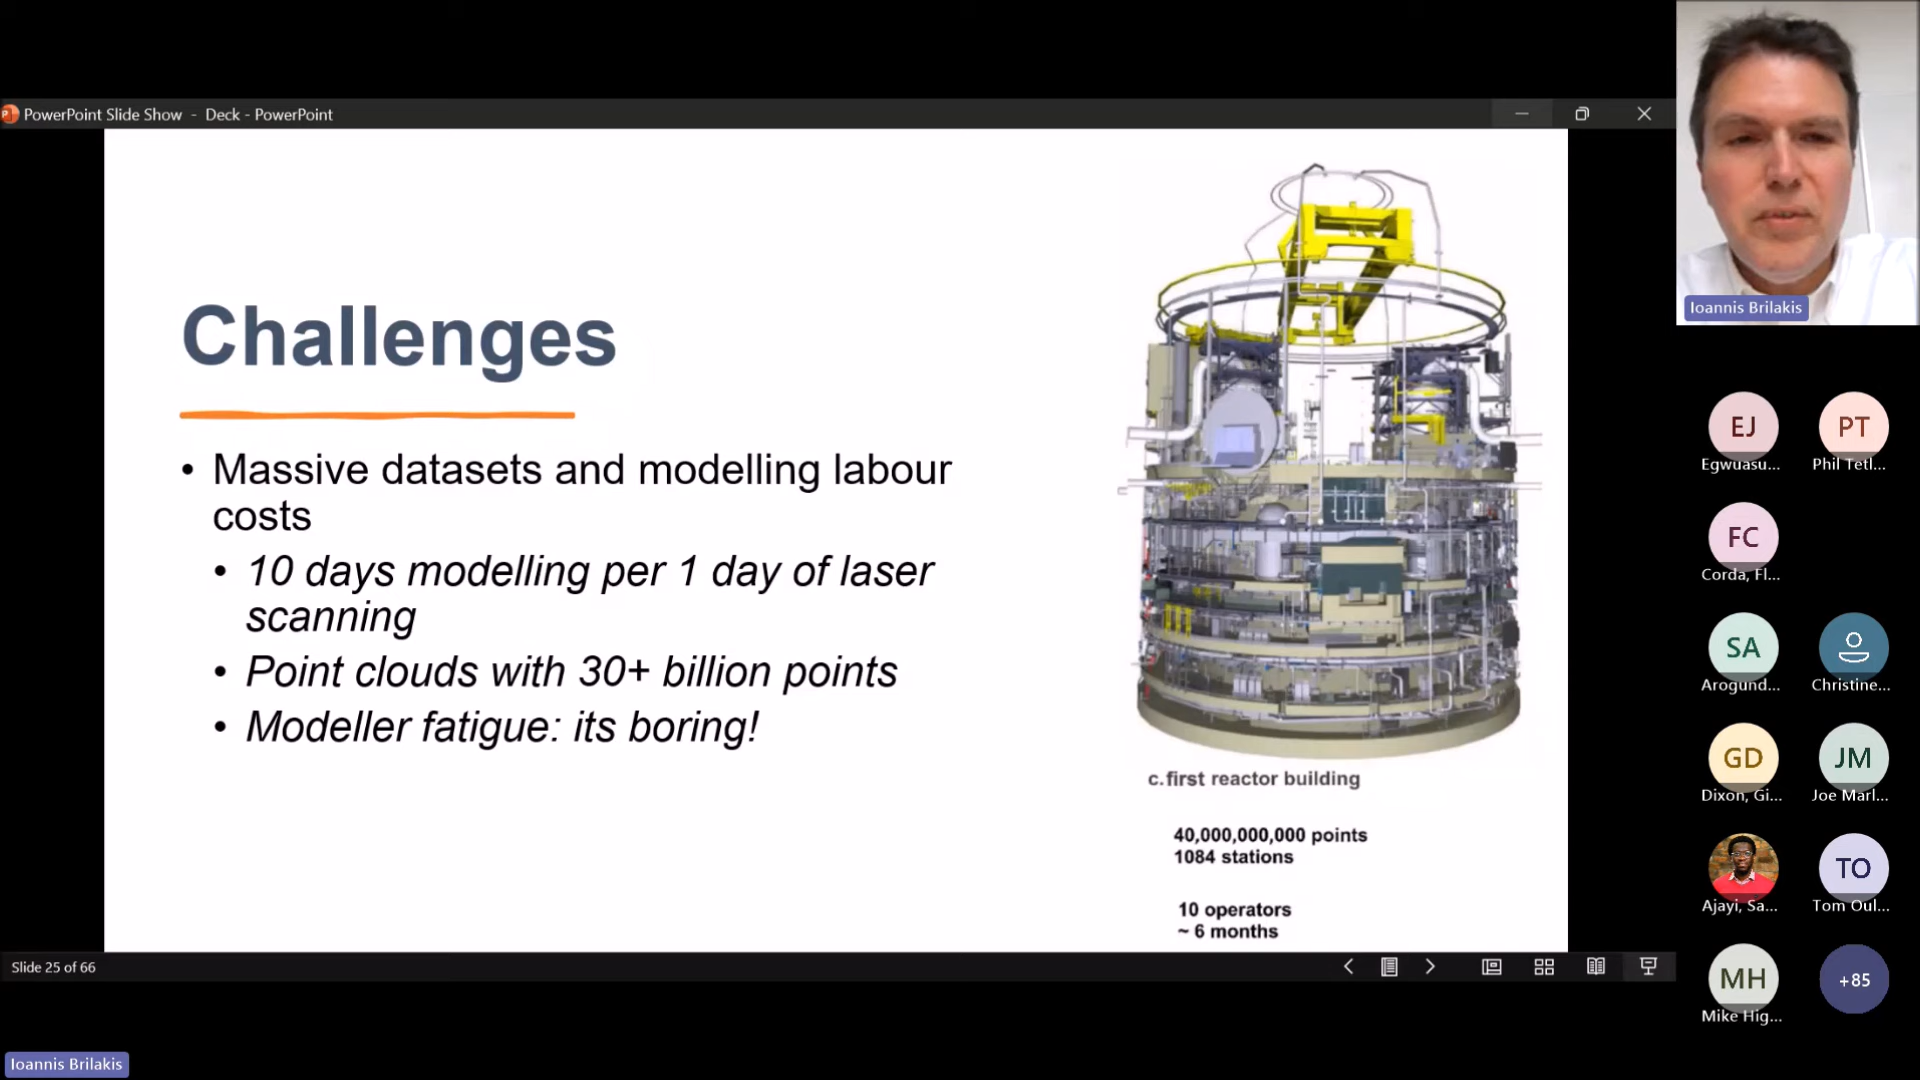 PowerPoint Slide Show - Deck - PowerPoint
Challenges
• Massive datasets and modelling labour
costs
• 10 days modelling per 1 day of laser
scanning
• Point clouds with 30+ billion points
• Modeller fatigue: its boring!
c. first reactor building
40,000,000,000 points
1084 stations
10 operators
~ 6 months
Slide 25 of 66
Ioannis Brilakis
Ioannis Brilakis
EJ
Egwuasu...
PT
Phil Tetl...
FC
Corda, Fl...
SA
Arogund...
Christine...
GD
Dixon, Gi...
JM
Joe Marl...
Ajayi, Sa...
TO
Tom Oul...
MH
Mike Hig...
+85